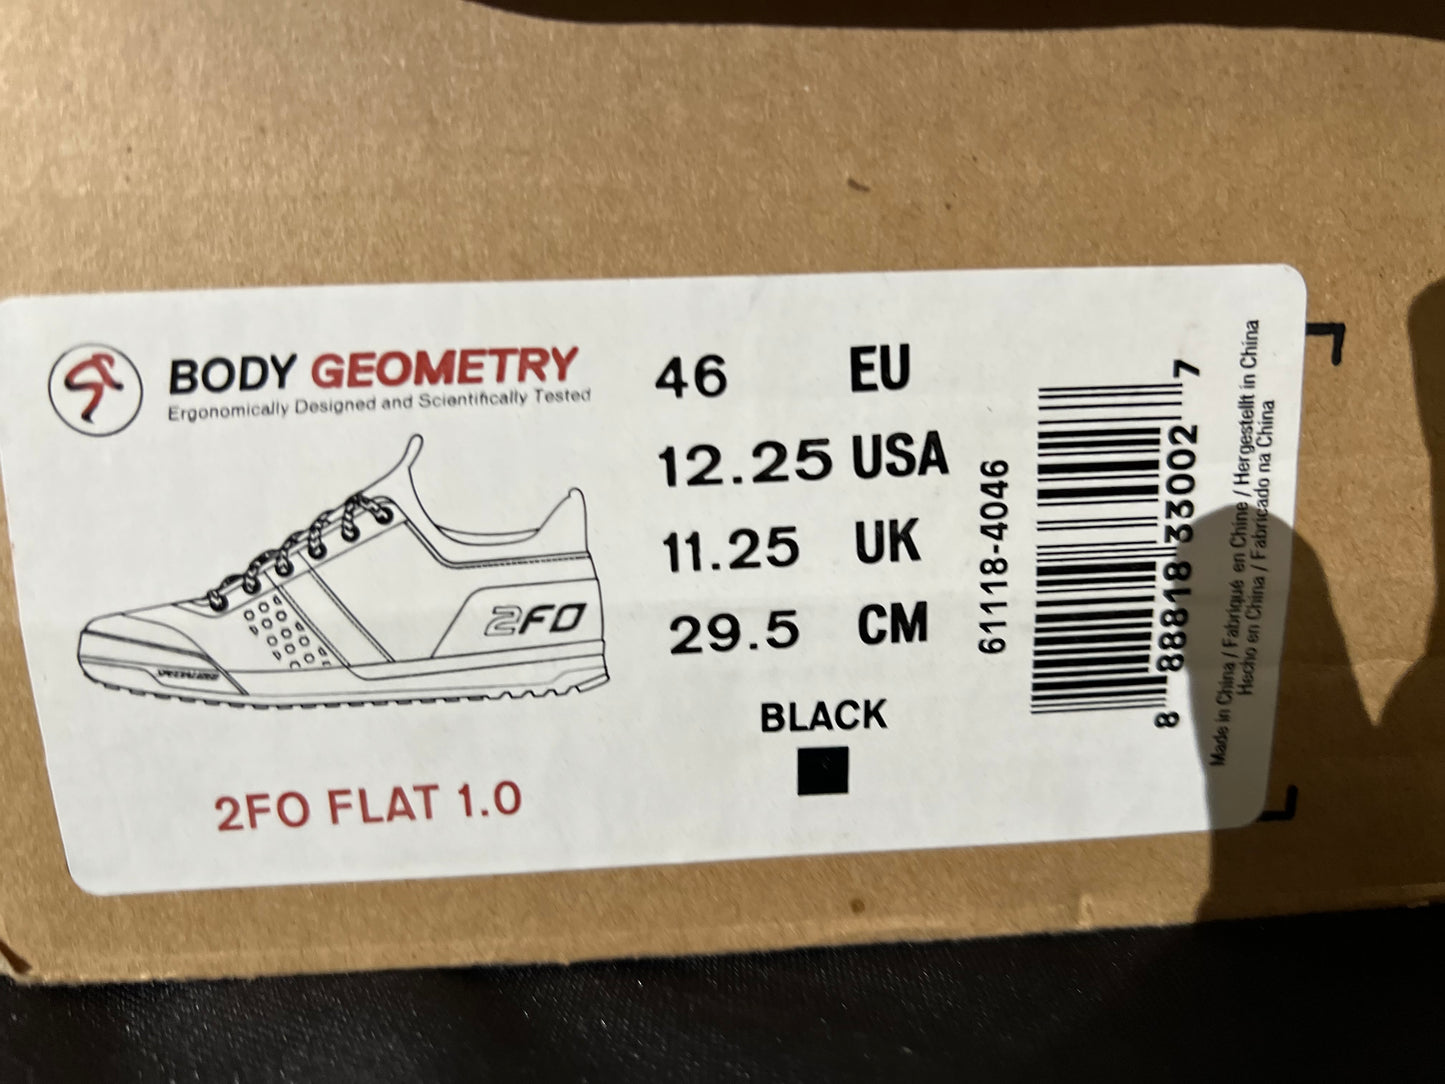 BODY GEOMETRY
Ergonomically Designed and Scientifically Tested
2FO
SPECIALIZED
2FO FLAT 1.0
46 EU
12.25 USA
11.25 UK
29.5 CM
BLACK
61118-4046
8 88818 33002 7
Made in China / Fabriqué en Chine / Hergestellt in China
Hecho en China / Fabricado na China